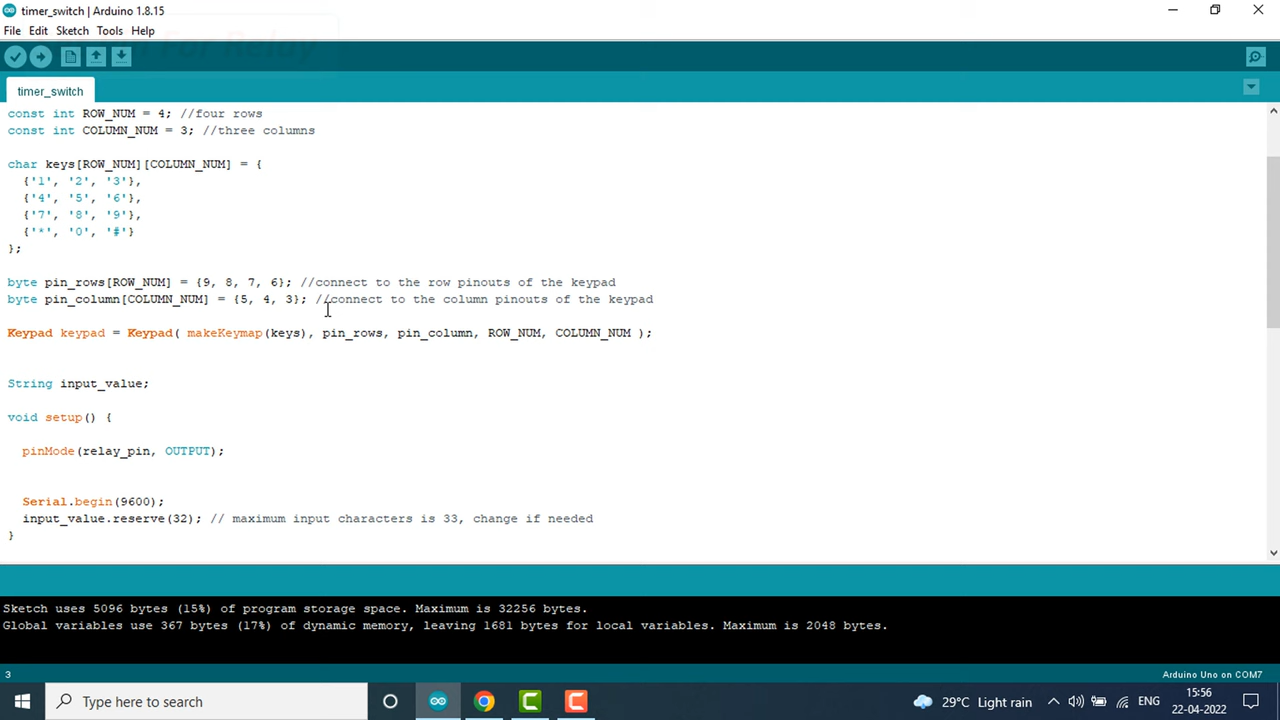 timer_switch | Arduino 1.8.15
File Edit Sketch Tools Help
For Relay
timer_switch
const int ROW_NUM = 4; //four rows
const int COLUMN_NUM = 3; //three columns
char keys[ROW_NUM][COLUMN_NUM] = {
{'1', '2', '3'},
{'4', '5', '6'},
{'7', '8', '9'},
{'*', '0', '#'}
};
byte pin_rows[ROW_NUM] = {9, 8, 7, 6}; //connect to the row pinouts of the keypad
byte pin_column[COLUMN_NUM] = {5, 4, 3}; //connect to the column pinouts of the keypad
Keypad keypad = Keypad( makeKeymap(keys), pin_rows, pin_column, ROW_NUM, COLUMN_NUM );
String input_value;
void setup() {
pinMode(relay_pin, OUTPUT);
Serial.begin(9600);
input_value.reserve(32); // maximum input characters is 33, change if needed
}
Sketch uses 5096 bytes (15%) of program storage space. Maximum is 32256 bytes.
Global variables use 367 bytes (17%) of dynamic memory, leaving 1681 bytes for local variables. Maximum is 2048 bytes.
3
Arduino Uno on COM7
Type here to search
29°C Light rain
ENG
15:56
22-04-2022